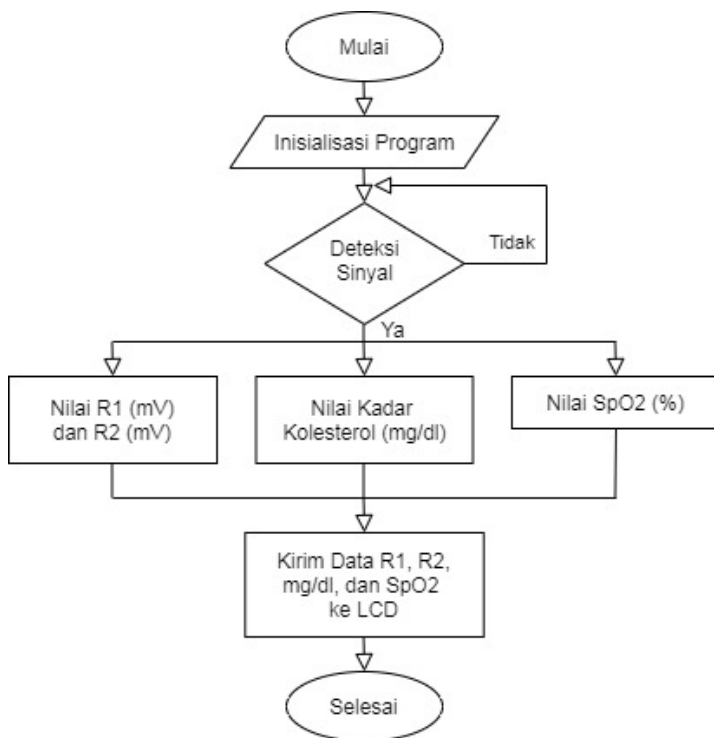 Mulai
Inisialisasi Program
Deteksi
Sinyal
Tidak
Ya
Nilai R1 (mV)
dan R2 (mV)
Nilai Kadar
Kolesterol (mg/dl)
Nilai SpO2 (%)
Kirim Data R1, R2,
mg/dl, dan SpO2
ke LCD
Selesai